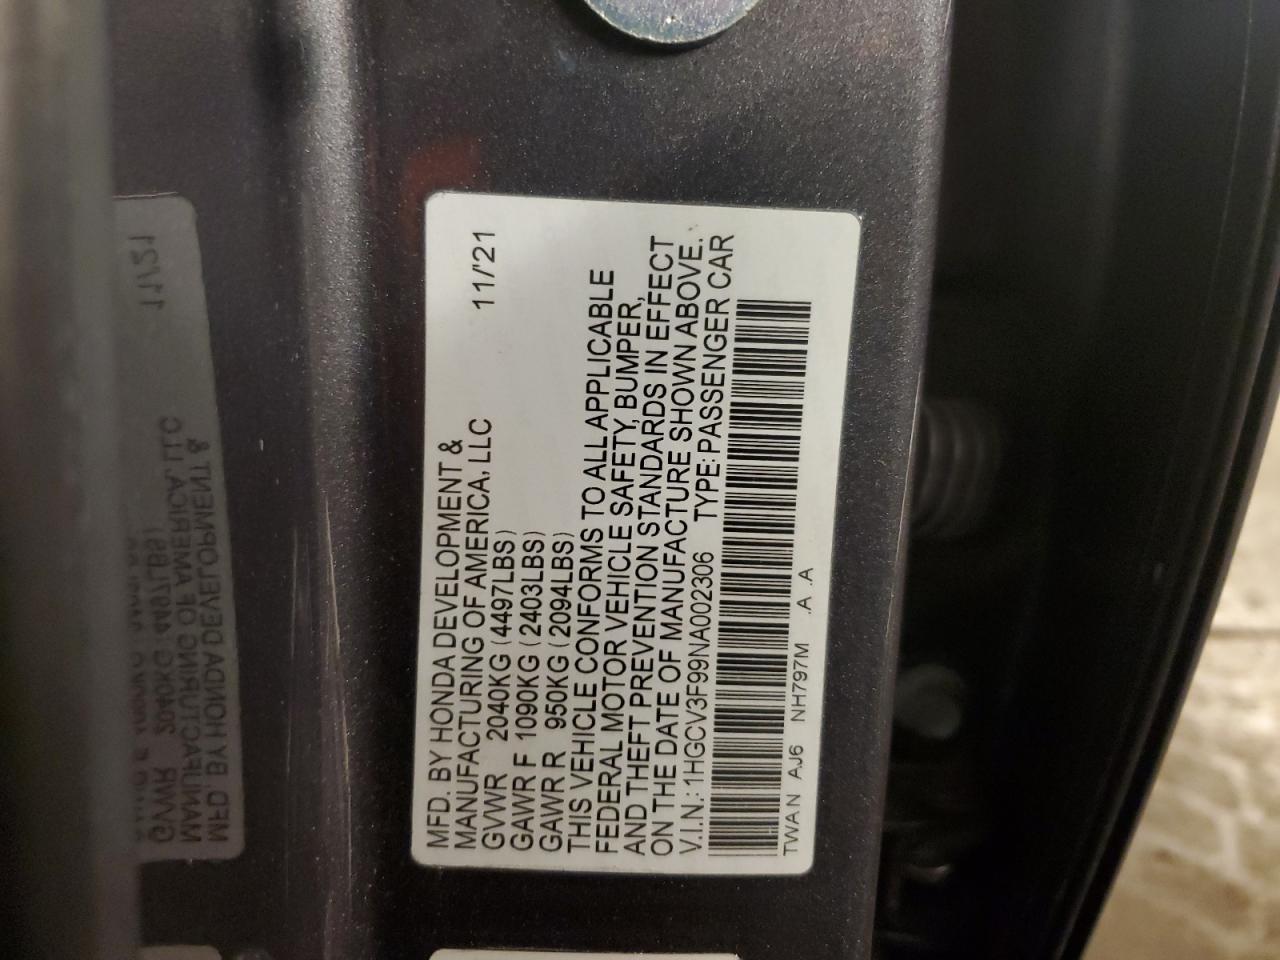 MFD. BY HONDA DEVELOPMENT &
MANUFACTURING OF AMERICA, LLC 11/'21
GVWR 2040KG (4497LBS)
GAWR F 1090KG (2403LBS)
GAWR R 950KG (2094LBS)
THIS VEHICLE CONFORMS TO ALL APPLICABLE
FEDERAL MOTOR VEHICLE SAFETY, BUMPER,
AND THEFT PREVENTION STANDARDS IN EFFECT
ON THE DATE OF MANUFACTURE SHOWN ABOVE.
V.I.N.: 1HGCV3F99NA002306 TYPE: PASSENGER CAR
TWAN AJ6 NH797M .A .A